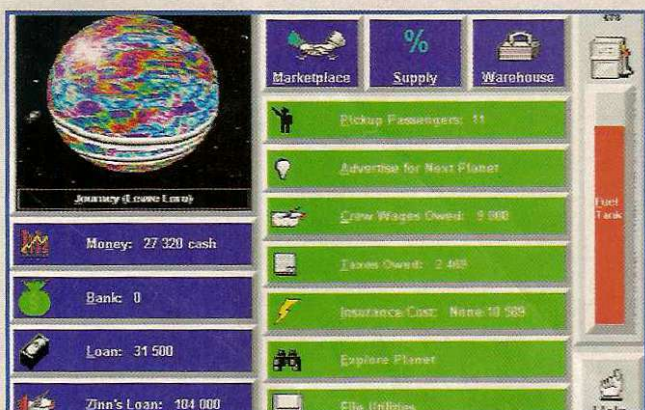 478
Marketplace
Supply
Warehouse
Pickup Passengers: 11
Advertise for Next Planet
Crew Wages Owed: 9 000
Taxes Owed: 2 469
Insurance Cost: None 10 589
Explore Planet
File Utilities
Fuel
Tank
Journey (Leave Loro)
Money: 27 320 cash
Bank: 0
Loan: 31 500
Zinn's Loan: 104 000